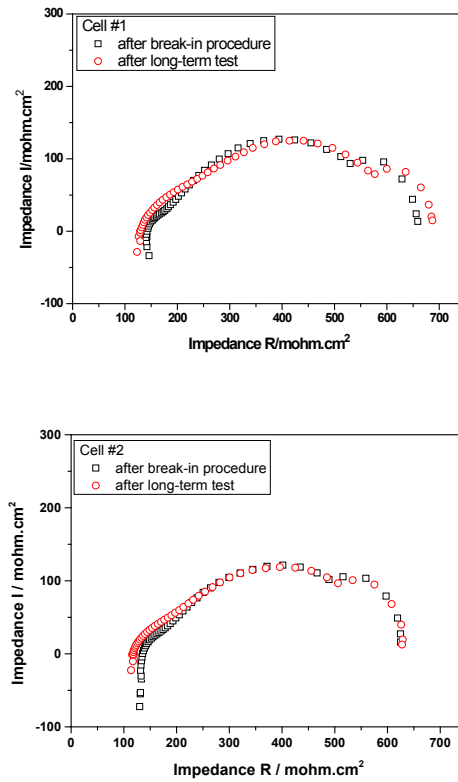 300
Cell #1
after break-in procedure
after long-term test
200
100
0
-100
0 100 200 300 400 500 600 700
Impedance I/mohm.cm²
Impedance R/mohm.cm²
300
Cell #2
after break-in procedure
after long-term test
200
100
0
-100
0 100 200 300 400 500 600 700
Impedance I / mohm.cm²
Impedance R / mohm.cm²